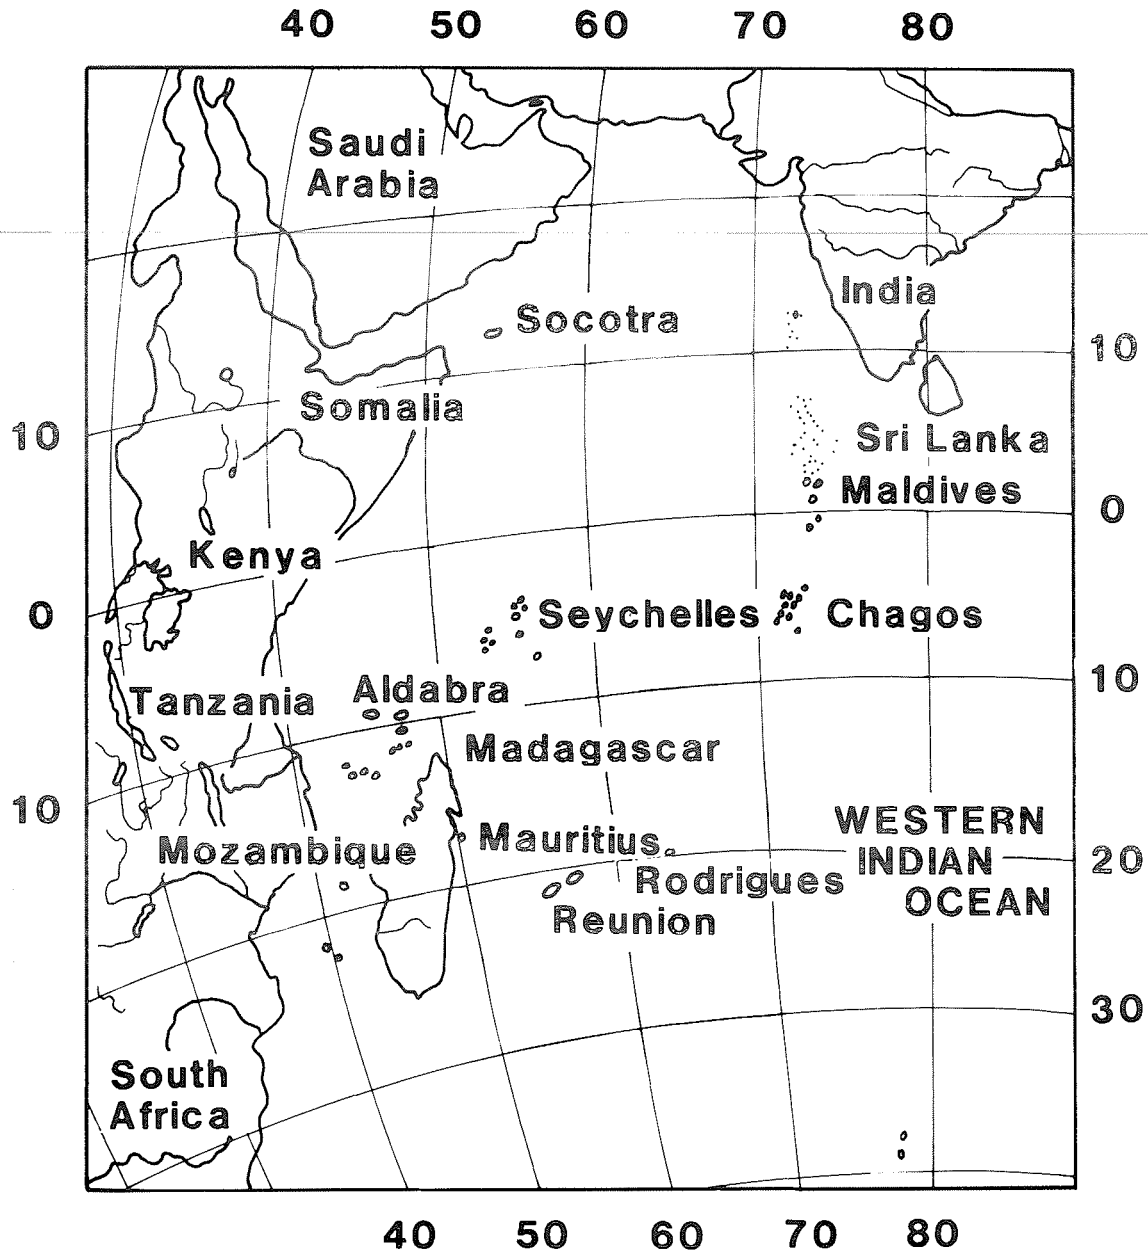 40 50 60 70 80
Saudi
Arabia
India
Socotra
10
Somalia
10
Sri Lanka
Maldives
0
Kenya
0
Seychelles
Chagos
10
Aldabra
Tanzania
Madagascar
10
WESTERN
INDIAN
OCEAN
Mauritius
Mozambique
20
Rodrigues
Reunion
30
South
Africa
40 50 60 70 80